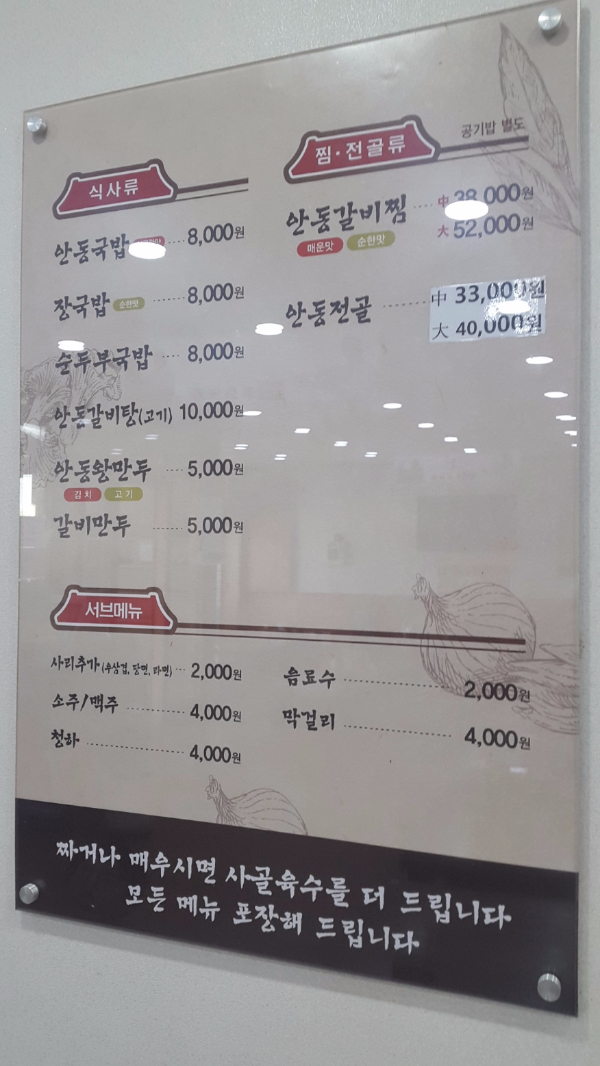 식사류
안동국밥 8,000원
장국밥 순한맛 8,000원
순두부국밥 8,000원
안동갈비탕(고기) 10,000원
안동왕만두 5,000원
김치 고기
갈비만두 5,000원
공기밥 별도
찜·전골류
안동갈비찜 中 38,000원
매운맛 순한맛 大 52,000원
안동전골 中 33,000원
大 40,000원
서브메뉴
사리추가(우삼겹, 당면, 라면) 2,000원
소주/맥주 4,000원
청하 4,000원
음료수 2,000원
막걸리 4,000원
짜거나 매우시면 사골육수를 더 드립니다
모든 메뉴 포장해 드립니다